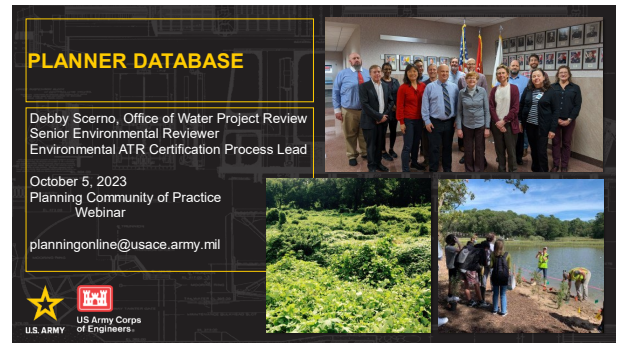 PLANNER DATABASE
Debby Scerno, Office of Water Project Review
Senior Environmental Reviewer
Environmental ATR Certification Process Lead
October 5, 2023
Planning Community of Practice
Webinar
planningonline@usace.army.mil
U.S. ARMY
US Army Corps
of Engineers®